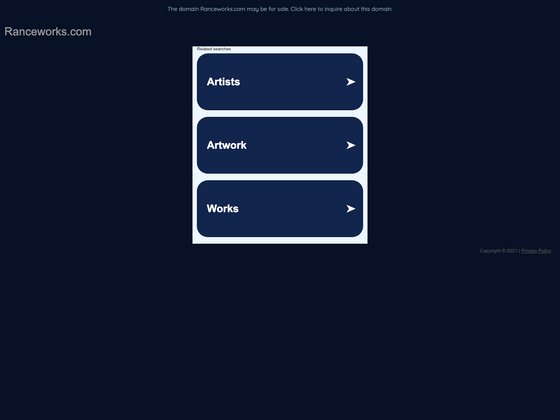 The domain Ranceworks.com may be for sale. Click here to inquire about this domain.
Ranceworks.com
Related searches
Artists
Artwork
Works
Copyright © 2021 | Privacy Policy